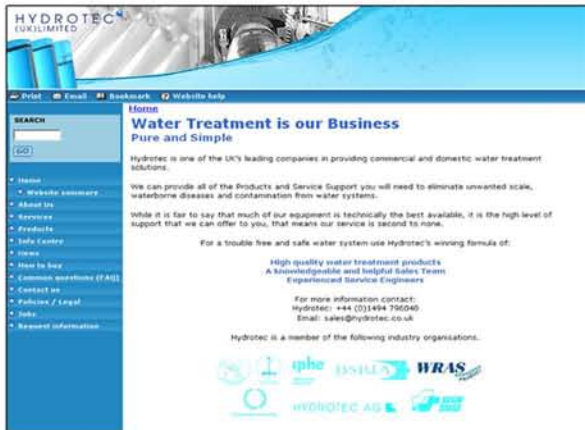 HYDROTEC
(UK)LIMITED
Print Email Bookmark Website help
Home
SEARCH
GO
Water Treatment is our Business
Pure and Simple
Hydrotec is one of the UK's leading companies in providing commercial and domestic water treatment
solutions.
We can provide all of the Products and Service Support you will need to eliminate unwanted scale,
waterborne diseases and contamination from water systems.
While it is fair to say that much of our equipment is technically the best available, it is the high level of
support that we can offer to you, that means our service is second to none.
For a trouble free and safe water system use Hydrotec's winning formula of:
High quality water treatment products
A knowledgeable and helpful Sales Team
Experienced Service Engineers
For more information contact:
Hydrotec: +44 (0)1494 796040
Email: sales@hydrotec.co.uk
Hydrotec is a member of the following industry organisations.
Home
Website summary
About Us
Services
Products
Info Centre
News
How to buy
Common questions (FAQ)
Contact us
Policies / Legal
Jobs
Request information
iphe BSRIA WRAS
HYDROTEC AG